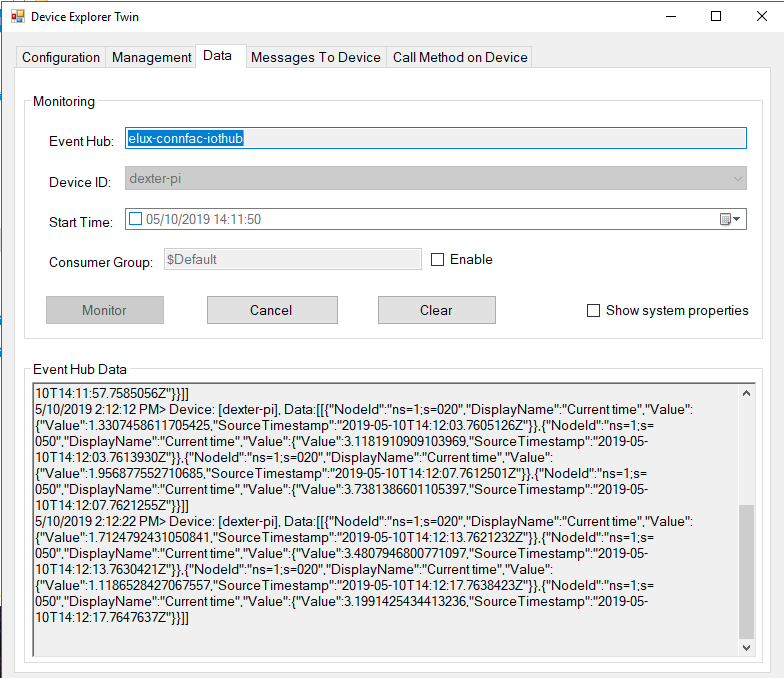 Device Explorer Twin
Configuration Management Data Messages To Device Call Method on Device
Monitoring
Event Hub: elux-connfac-iothub
Device ID: dexter-pi
Start Time: 05/10/2019 14:11:50
Consumer Group: $Default Enable
Monitor Cancel Clear Show system properties
Event Hub Data
10T14:11:57.7585056Z"}}]]
5/10/2019 2:12:12 PM> Device: [dexter-pi], Data:[[{"NodeId":"ns=1;s=020","DisplayName":"Current time","Value":
{"Value":1.3307458611705425,"SourceTimestamp":"2019-05-10T14:12:03.7605126Z"}},{"NodeId":"ns=1;s=
050","DisplayName":"Current time","Value":{"Value":3.1181910909103969,"SourceTimestamp":"2019-05-
10T14:12:03.7613930Z"}},{"NodeId":"ns=1;s=020","DisplayName":"Current time","Value":
{"Value":1.956877552710685,"SourceTimestamp":"2019-05-10T14:12:07.7612501Z"}},{"NodeId":"ns=1;s=
050","DisplayName":"Current time","Value":{"Value":3.7381386601105397,"SourceTimestamp":"2019-05-
10T14:12:07.7621255Z"}}]]
5/10/2019 2:12:22 PM> Device: [dexter-pi], Data:[[{"NodeId":"ns=1;s=020","DisplayName":"Current time","Value":
{"Value":1.7124792431050841,"SourceTimestamp":"2019-05-10T14:12:13.7621232Z"}},{"NodeId":"ns=1;s=
050","DisplayName":"Current time","Value":{"Value":3.4807946800771097,"SourceTimestamp":"2019-05-
10T14:12:13.7630421Z"}},{"NodeId":"ns=1;s=020","DisplayName":"Current time","Value":
{"Value":1.1186528427067557,"SourceTimestamp":"2019-05-10T14:12:17.7638423Z"}},{"NodeId":"ns=1;s=
050","DisplayName":"Current time","Value":{"Value":3.1991425434413236,"SourceTimestamp":"2019-05-
10T14:12:17.7647637Z"}}]]